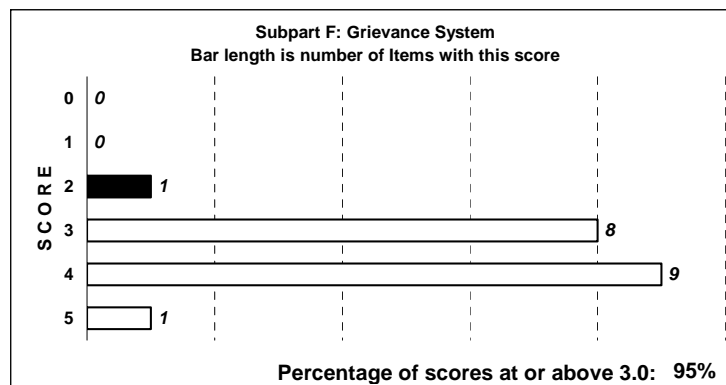 Subpart F: Grievance System
Bar length is number of Items with this score
SCORE
0 0
1 0
2 1
3 8
4 9
5 1
Percentage of scores at or above 3.0: 95%